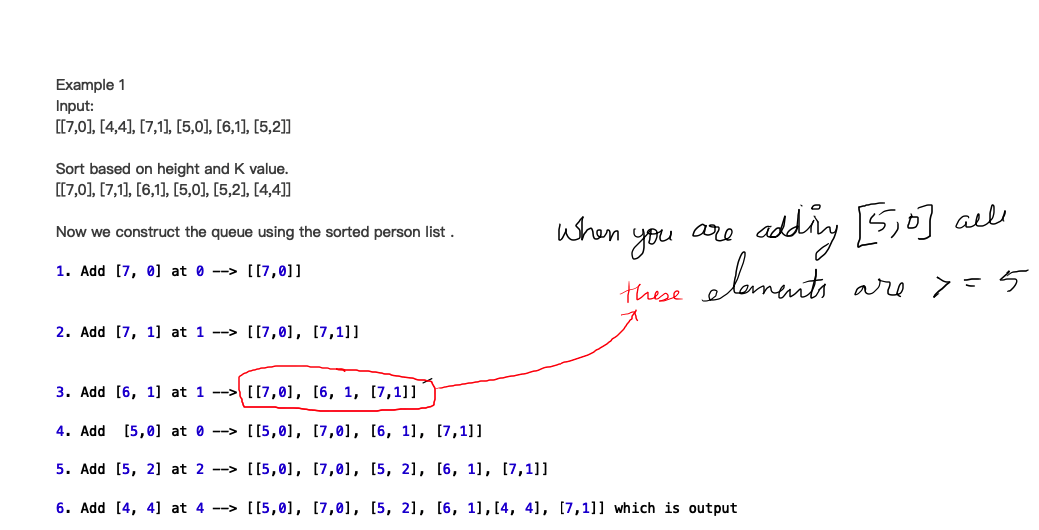 Example 1
Input:
[[7,0], [4,4], [7,1], [5,0], [6,1], [5,2]]
Sort based on height and K value.
[[7,0], [7,1], [6,1], [5,0], [5,2], [4,4]]
Now we construct the queue using the sorted person list .
When you are adding [5,0] all
these elements are >= 5
1. Add [7, 0] at 0 --> [[7,0]]
2. Add [7, 1] at 1 --> [[7,0], [7,1]]
3. Add [6, 1] at 1 --> [[7,0], [6, 1, [7,1]]
4. Add  [5,0] at 0 --> [[5,0], [7,0], [6, 1], [7,1]]
5. Add [5, 2] at 2 --> [[5,0], [7,0], [5, 2], [6, 1], [7,1]]
6. Add [4, 4] at 4 --> [[5,0], [7,0], [5, 2], [6, 1],[4, 4], [7,1]] which is output